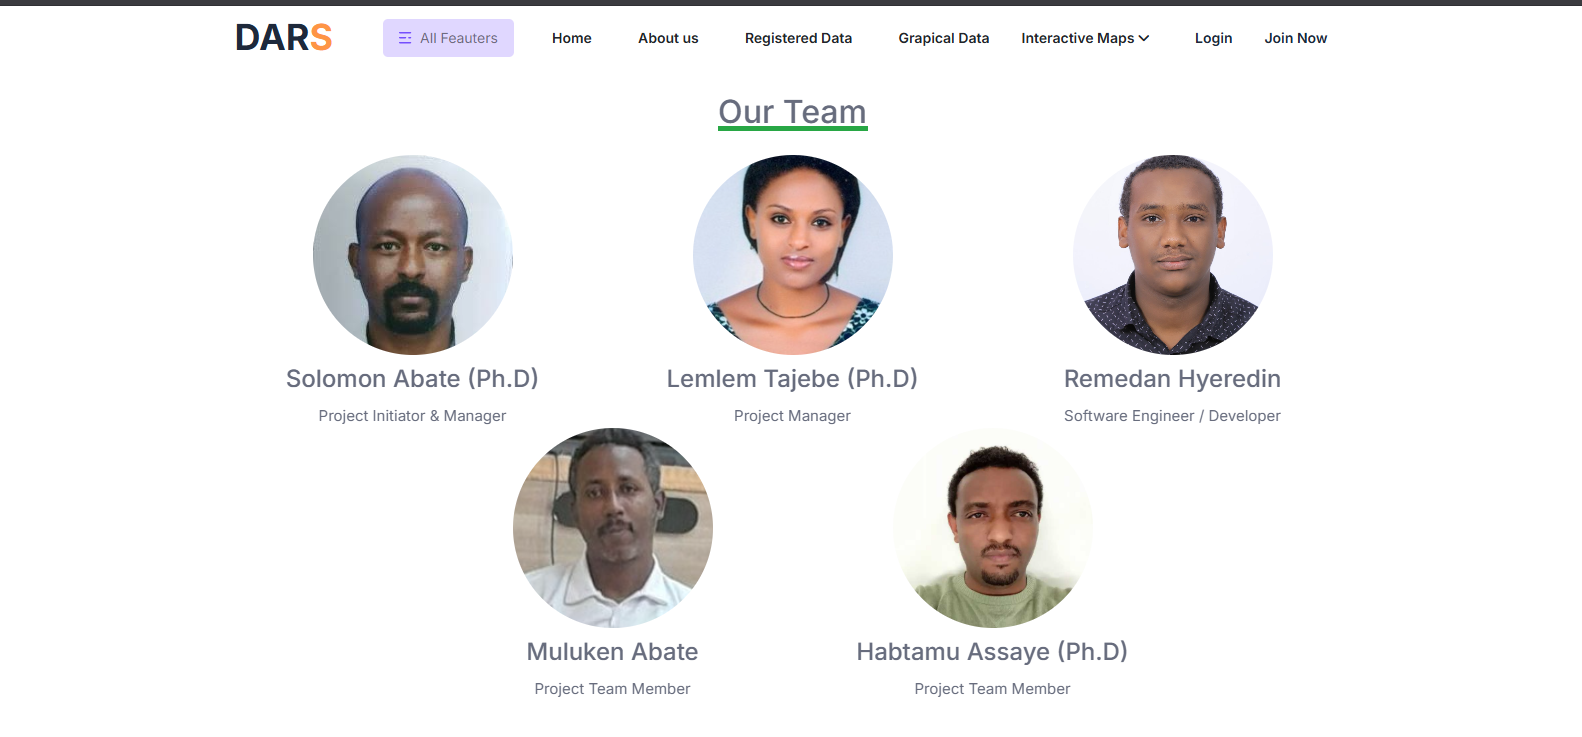 DARS
All Feauters
Home
About us
Registered Data
Grapical Data
Interactive Maps
Login
Join Now
Our Team
Solomon Abate (Ph.D)
Project Initiator & Manager
Lemlem Tajebe (Ph.D)
Project Manager
Remedan Hyeredin
Software Engineer / Developer
Muluken Abate
Project Team Member
Habtamu Assaye (Ph.D)
Project Team Member